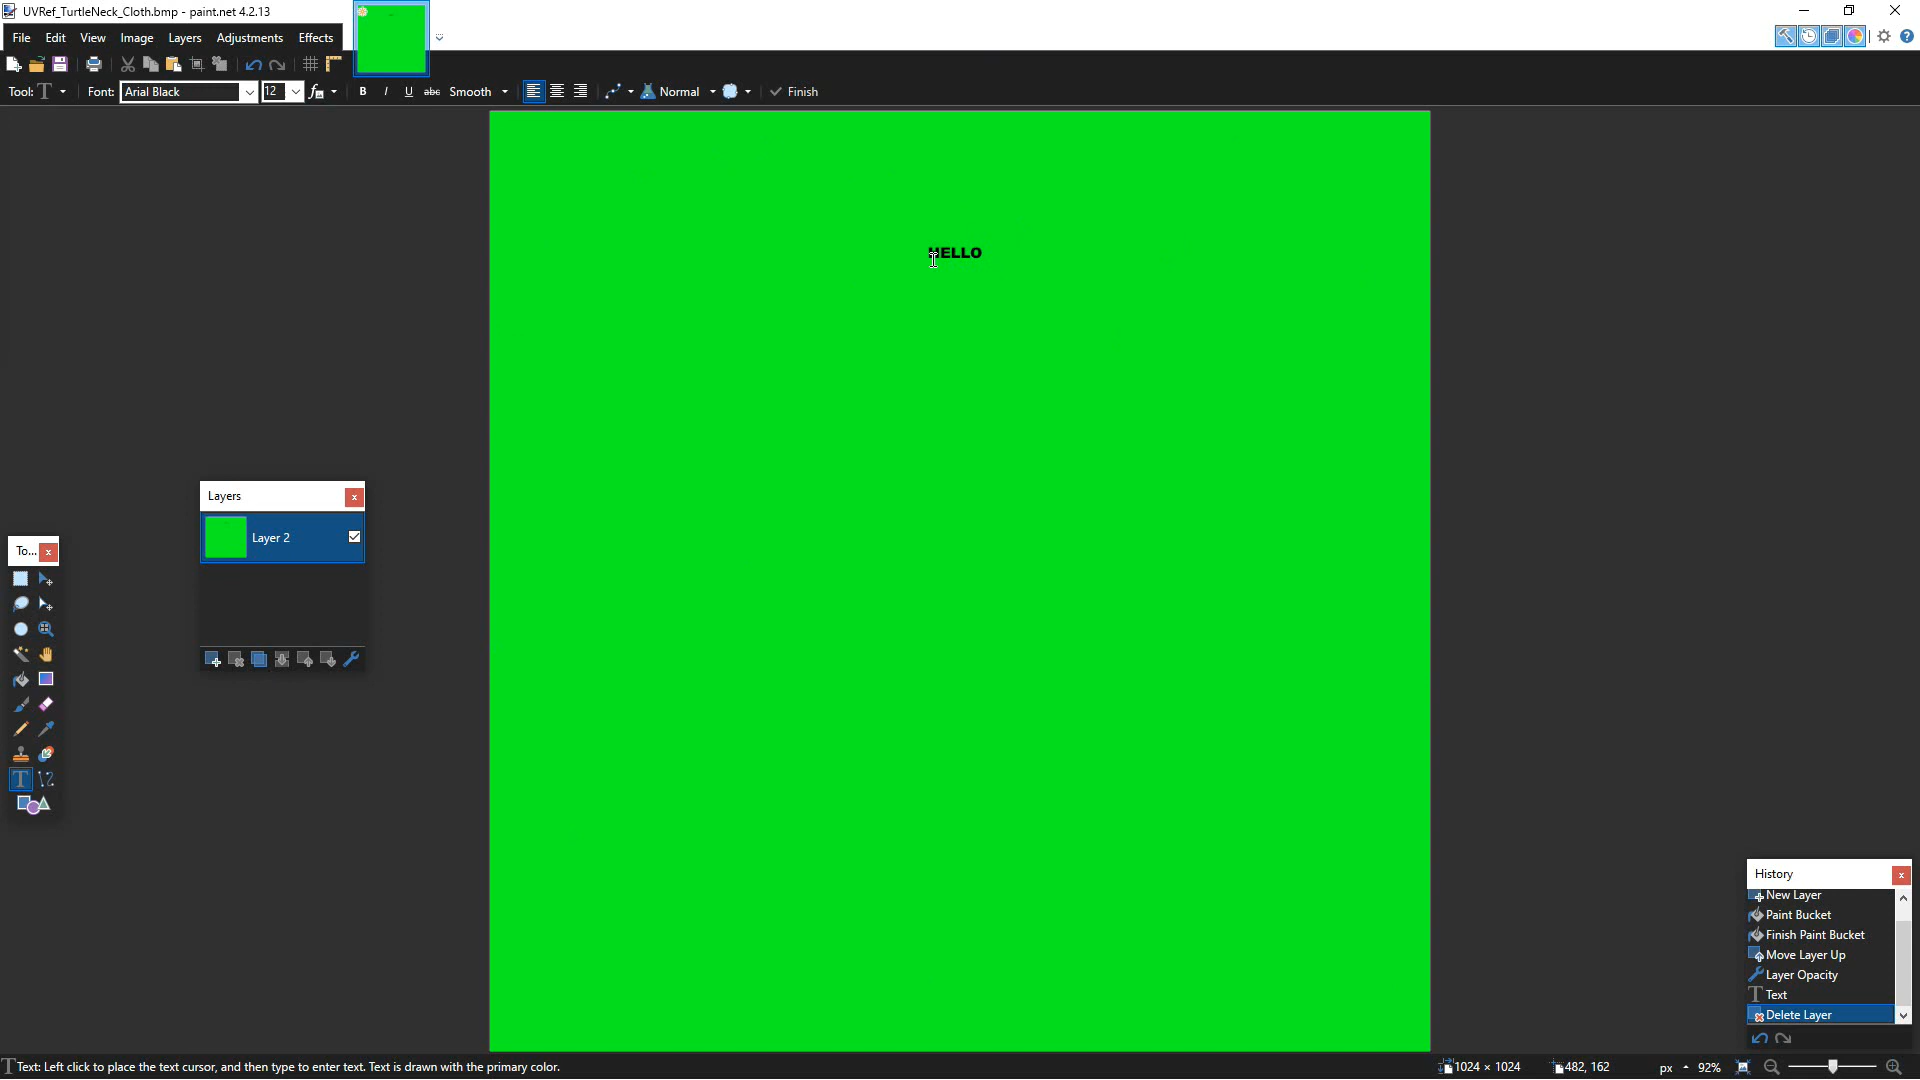 UVRef_TurtleNeck_Cloth.bmp - paint.net 4.2.13
File Edit View Image Layers Adjustments Effects
Tool: Font: Arial Black 12 B I U abc Smooth Normal Finish
HELLO
Layers
Layer 2
To...
History
New Layer
Paint Bucket
Finish Paint Bucket
Move Layer Up
Layer Opacity
Text
Delete Layer
Text: Left click to place the text cursor, and then type to enter text. Text is drawn with the primary color. 1024 × 1024 482, 162 px 92%